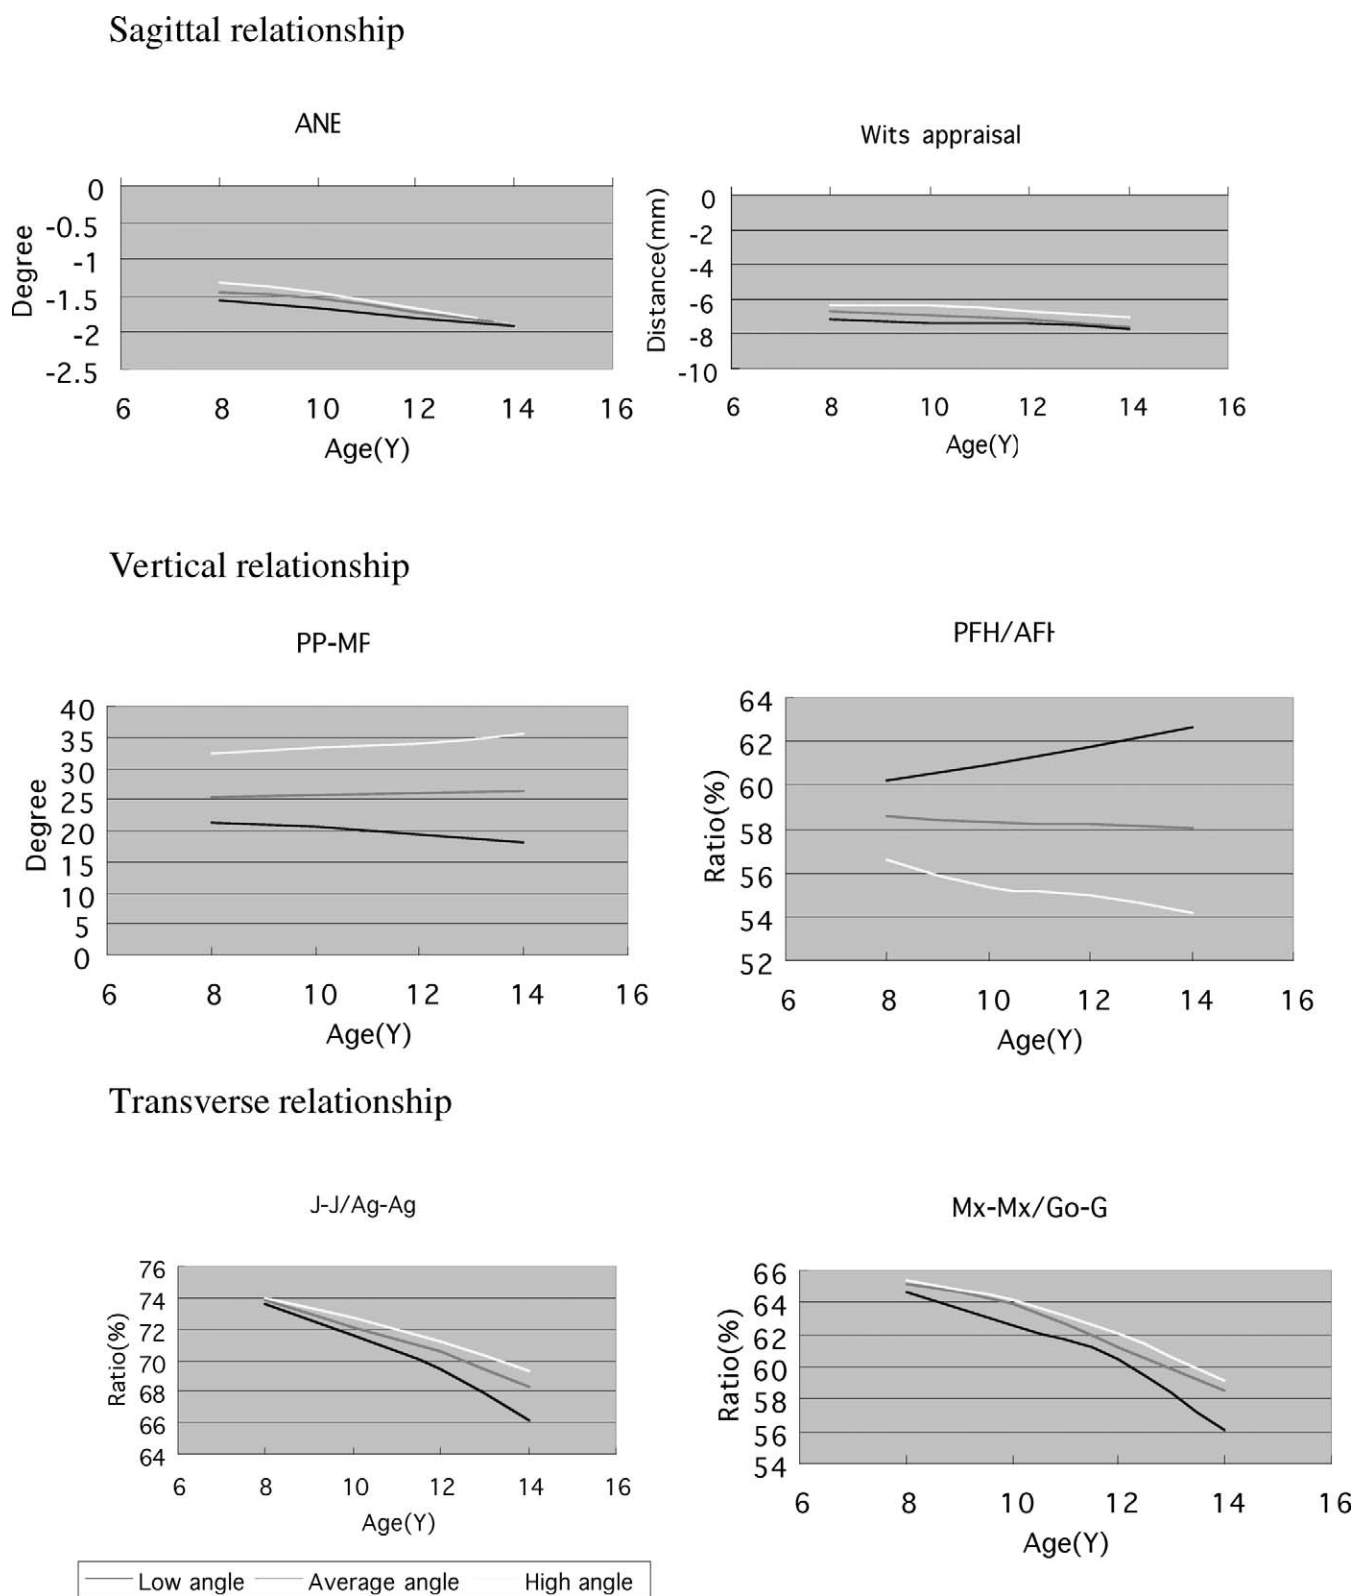 Sagittal relationship
ANE
Wits appraisal
0
-0.5
-1
-1.5
-2
-2.5
Degree
6 8 10 12 14 16
Age(Y)
0
-2
-4
-6
-8
-10
Distance(mm)
6 8 10 12 14 16
Age(Y)
Vertical relationship
PP-MF
PFH/AFH
40
35
30
25
20
15
10
5
0
Degree
6 8 10 12 14 16
Age(Y)
64
62
60
58
56
54
52
Ratio(%)
6 8 10 12 14 16
Age(Y)
Transverse relationship
J-J/Ag-Ag
Mx-Mx/Go-G
76
74
72
70
68
66
64
Ratio(%)
6 8 10 12 14 16
Age(Y)
66
64
62
60
58
56
54
Ratio(%)
6 8 10 12 14 16
Age(Y)
Low angle Average angle High angle